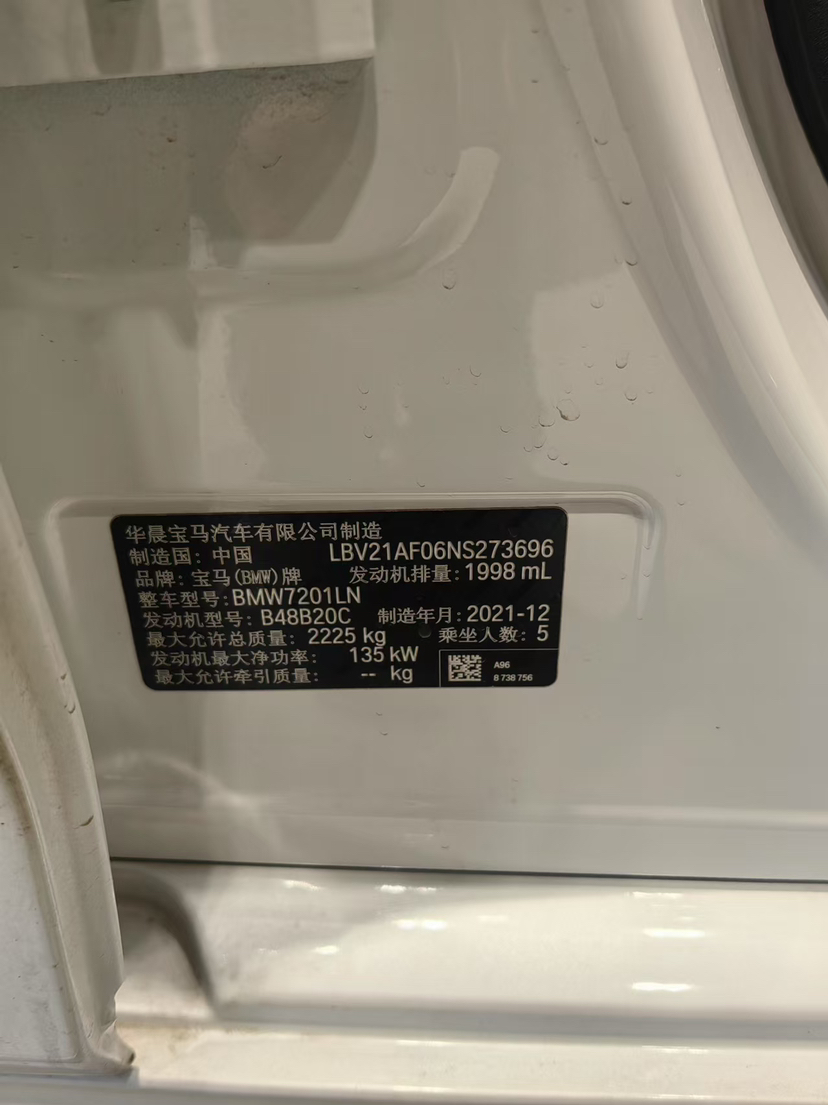 华晨宝马汽车有限公司制造
制造国: 中国 LBV21AF06NS273696
品牌: 宝马(BMW)牌 发动机排量: 1998 mL
整车型号: BMW7201LN
发动机型号: B48B20C 制造年月: 2021-12
最大允许总质量: 2225 kg 乘坐人数: 5
发动机最大净功率: 135 kW
最大允许牵引质量: -- kg
A96
8 738 756